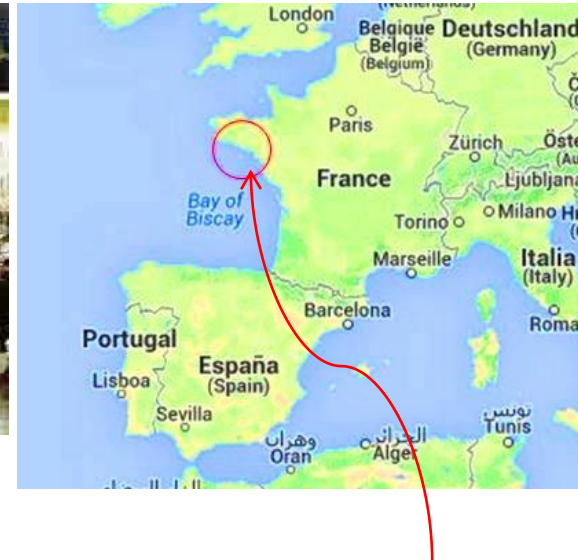 London
Belgique
België
(Belgium)
Deutschland
(Germany)
Paris
Zürich
France
Ljubljana
Bay of
Biscay
Torino
Milano
Marseille
Italia
(Italy)
Barcelona
Roma
Portugal
España
(Spain)
Lisboa
Sevilla
تونس
Tunis
وهران
Oran
الجزائر
Alger